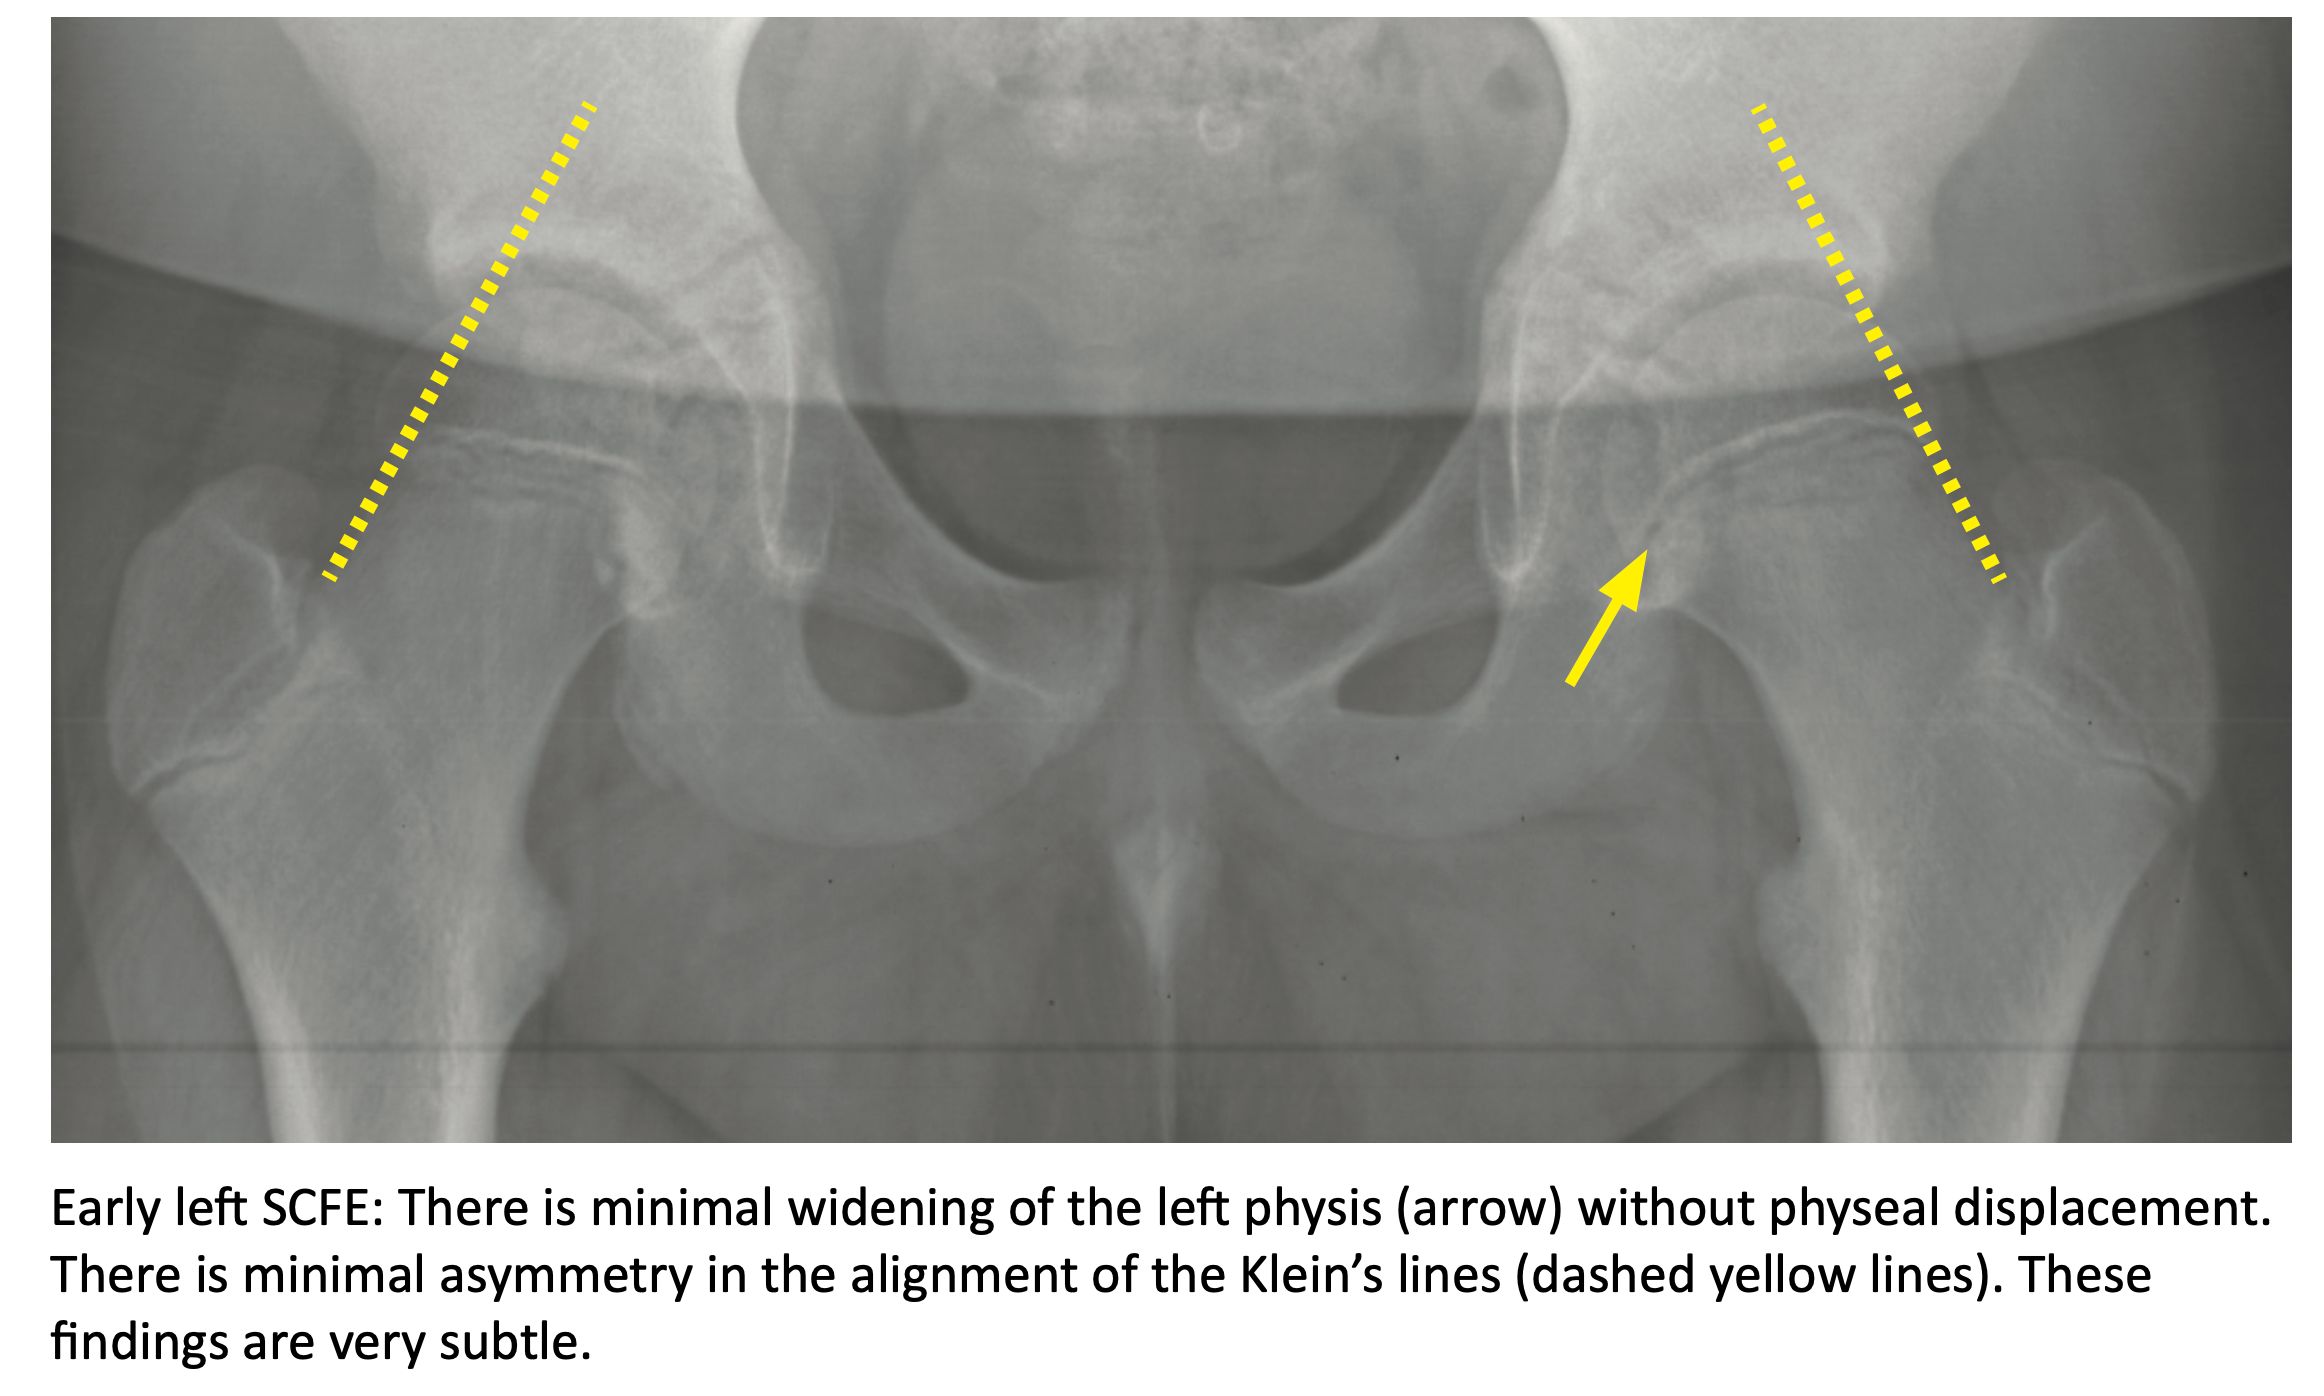 Early left SCFE: There is minimal widening of the left physis (arrow) without physeal displacement.
There is minimal asymmetry in the alignment of the Klein’s lines (dashed yellow lines). These
findings are very subtle.